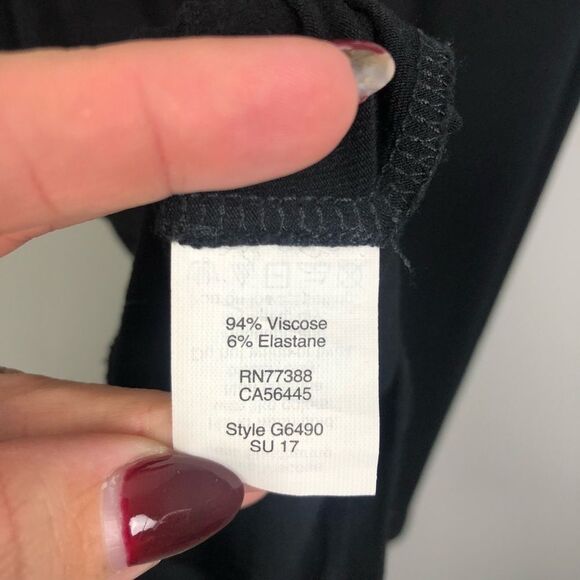 94% Viscose
6% Elastane
RN77388
CA56445
Style G6490
SU 17